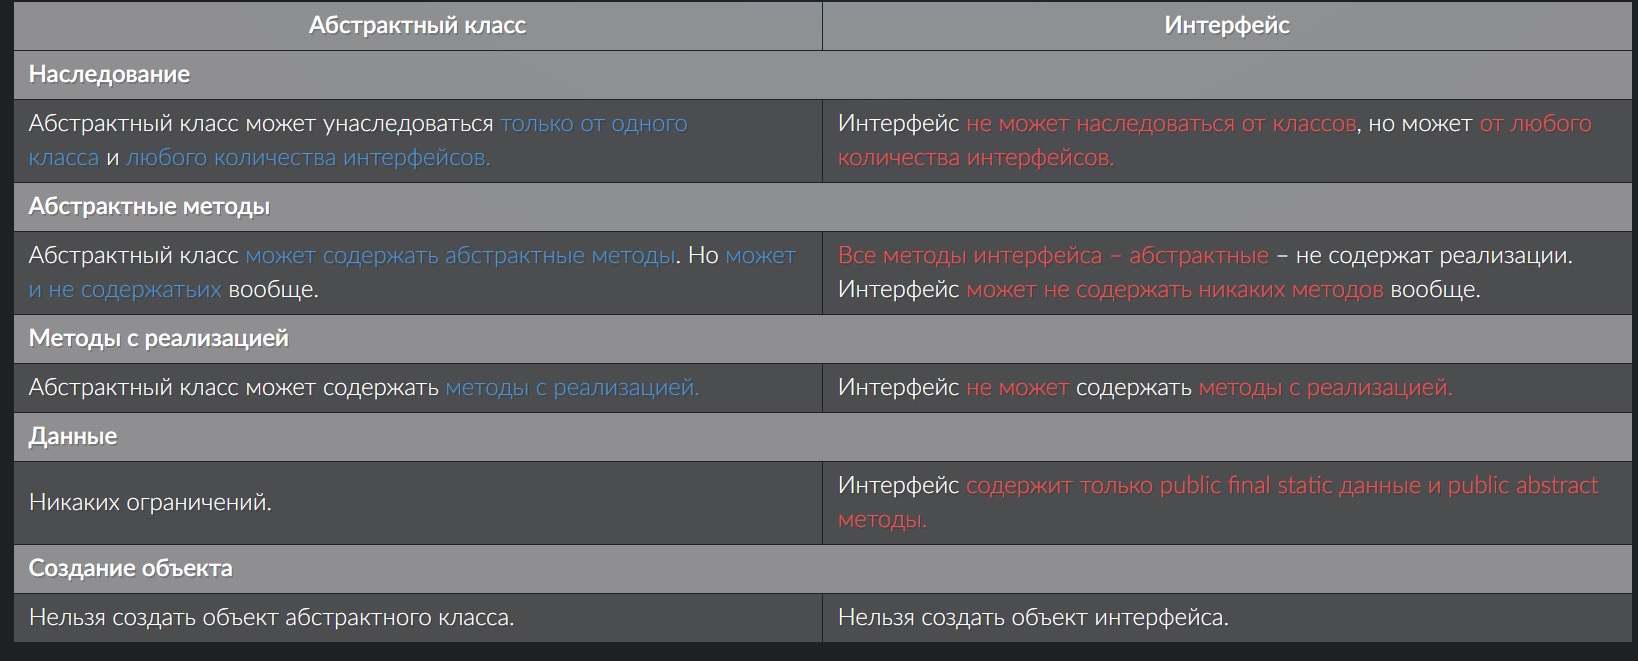 Абстрактный класс
Интерфейс
Наследование
Абстрактный класс может унаследоваться только от одного
класса и любого количества интерфейсов.
Интерфейс не может наследоваться от классов, но может от любого
количества интерфейсов.
Абстрактные методы
Абстрактный класс может содержать абстрактные методы. Но может
и не содержатьих вообще.
Все методы интерфейса – абстрактные – не содержат реализации.
Интерфейс может не содержать никаких методов вообще.
Методы с реализацией
Абстрактный класс может содержать методы с реализацией.
Интерфейс не может содержать методы с реализацией.
Данные
Никаких ограничений.
Интерфейс содержит только public final static данные и public abstract
методы.
Создание объекта
Нельзя создать объект абстрактного класса.
Нельзя создать объект интерфейса.